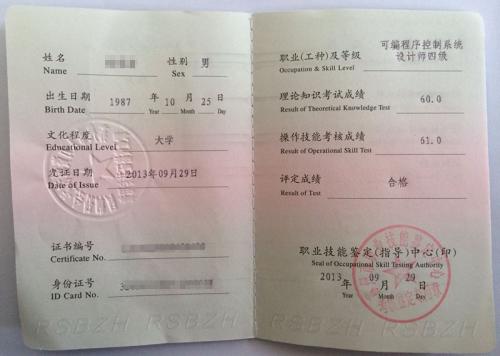 姓名
Name
性别 男
Sex
出生日期 1987 年 10 月 25 日
Birth Date Year Month Day
文化程度 大学
Educational Level
发证日期 2013年09月29日
Date of Issue
证书编号
Certificate No.
身份证号
ID Card No.
RSBZH RSBZH
职业(工种)及等级 可编程序控制系统
设计师四级
Occupation & Skill Level
理论知识考试成绩 60.0
Result of Theoretical Knowledge Test
操作技能考核成绩 61.0
Result of Operational Skill Test
评定成绩 合格
Result of Test
职业技能鉴定(指导)中心(印)
Seal of Occupational Skill Testing Authority
2013 09 29
年 月 日
Year Month Day
RSBZH RSBZH